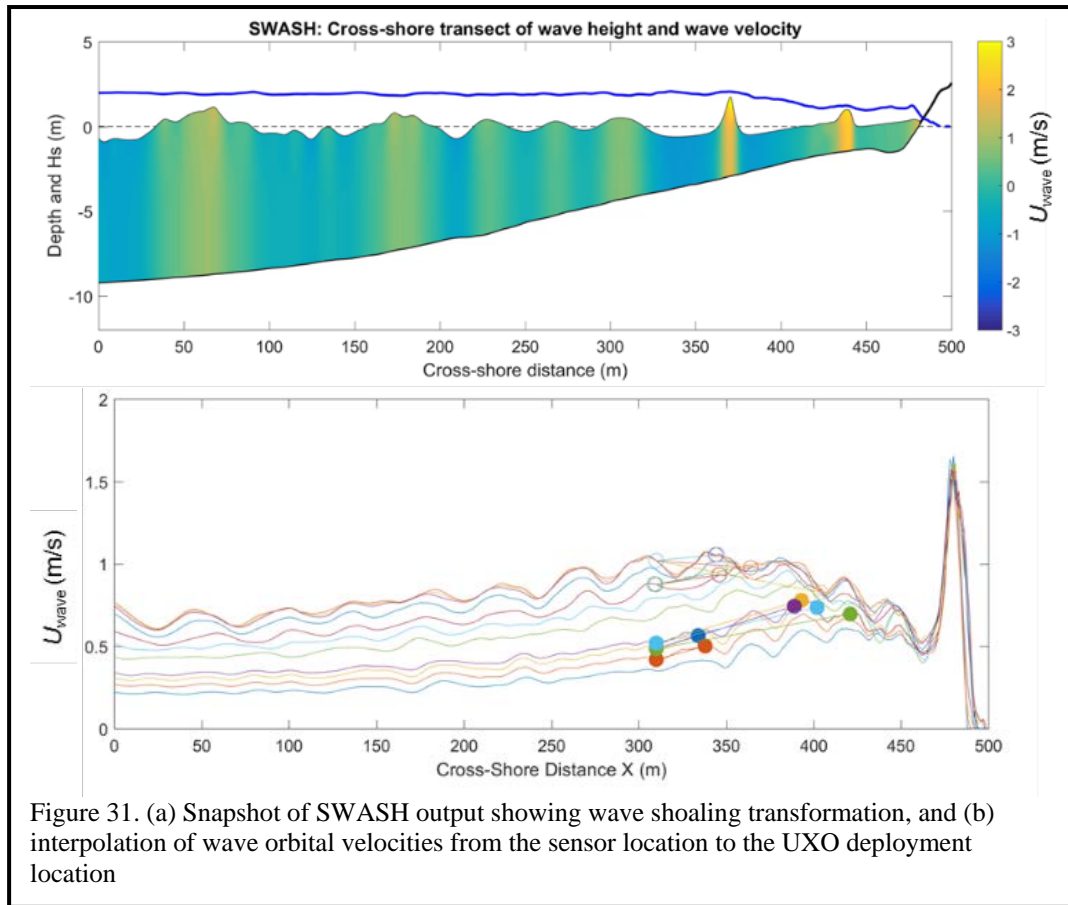 SWASH: Cross-shore transect of wave height and wave velocity
5
0
-5
-10
Depth and Hs (m)
0 50 100 150 200 250 300 350 400 450 500
Cross-shore distance (m)
3
2
1
0
-1
-2
-3
Uwave (m/s)
2
1.5
1
0.5
0
Uwave (m/s)
0 50 100 150 200 250 300 350 400 450 500
Cross-Shore Distance X (m)
Figure 31. (a) Snapshot of SWASH output showing wave shoaling transformation, and (b)
interpolation of wave orbital velocities from the sensor location to the UXO deployment
location